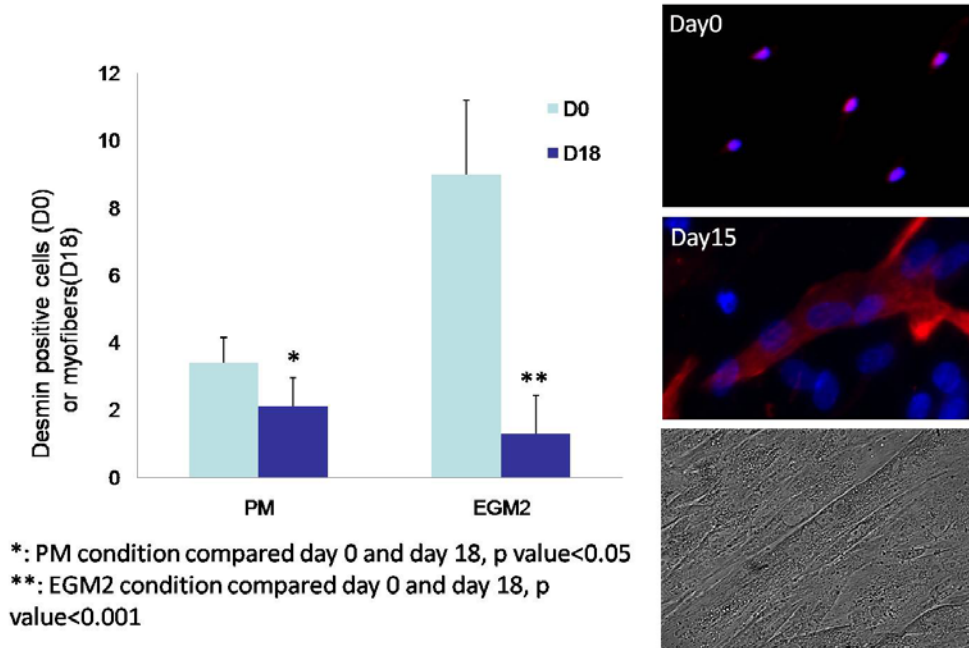 Day0
12
10
8
6
4
2
0
D0
D18
Desmin positive cells (D0)
or myofibers(D18)
*
**
PM
EGM2
Day15
*: PM condition compared day 0 and day 18, p value<0.05
**: EGM2 condition compared day 0 and day 18, p
value<0.001